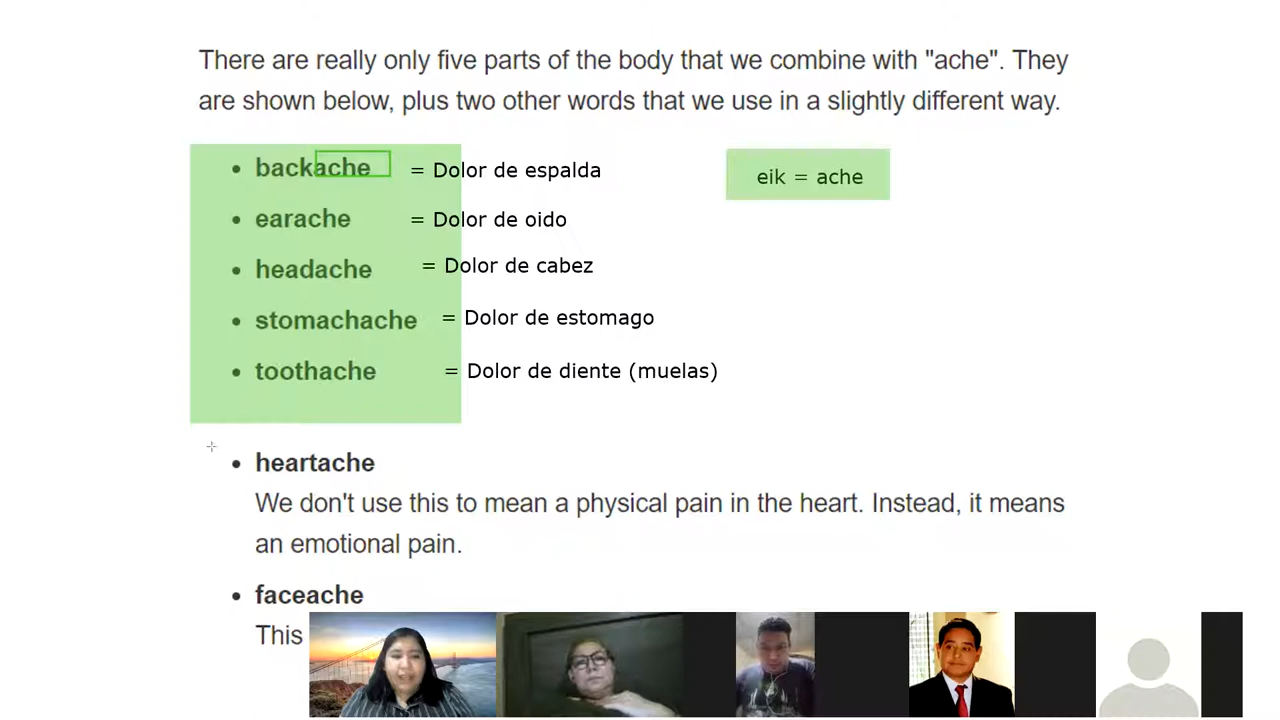 There are really only five parts of the body that we combine with "ache". They
are shown below, plus two other words that we use in a slightly different way.
• backache = Dolor de espalda
eik = ache
• earache = Dolor de oido
• headache = Dolor de cabez
• stomachache = Dolor de estomago
• toothache = Dolor de diente (muelas)
• heartache
We don't use this to mean a physical pain in the heart. Instead, it means
an emotional pain.
• faceache
This